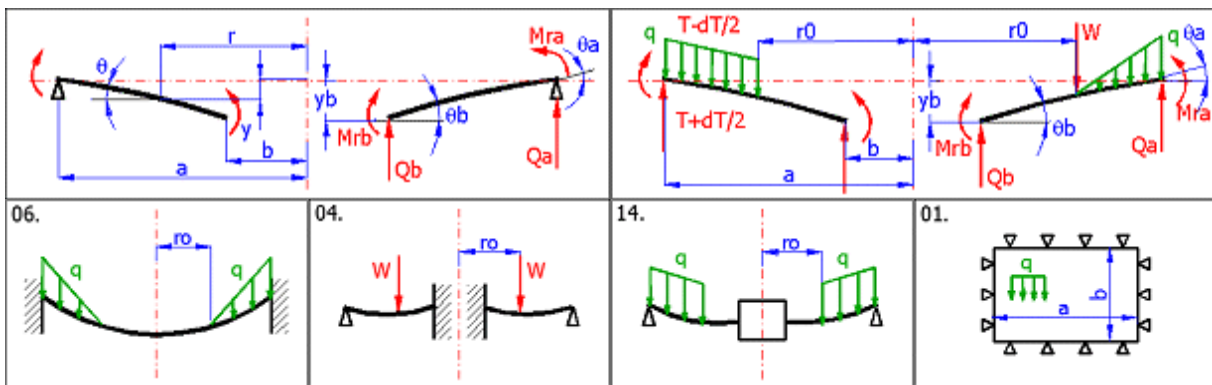 r
θ
y
b
a
Mra
θa
yb
θb
Mrb
Qb
Qa
T-dT/2
q
r0
r0
W
q
θa
T+dT/2
yb
θb
b
Mrb
Mra
a
Qb
Qa
06.
ro
q
q
04.
ro
W
W
14.
ro
q
q
01.
q
a
b